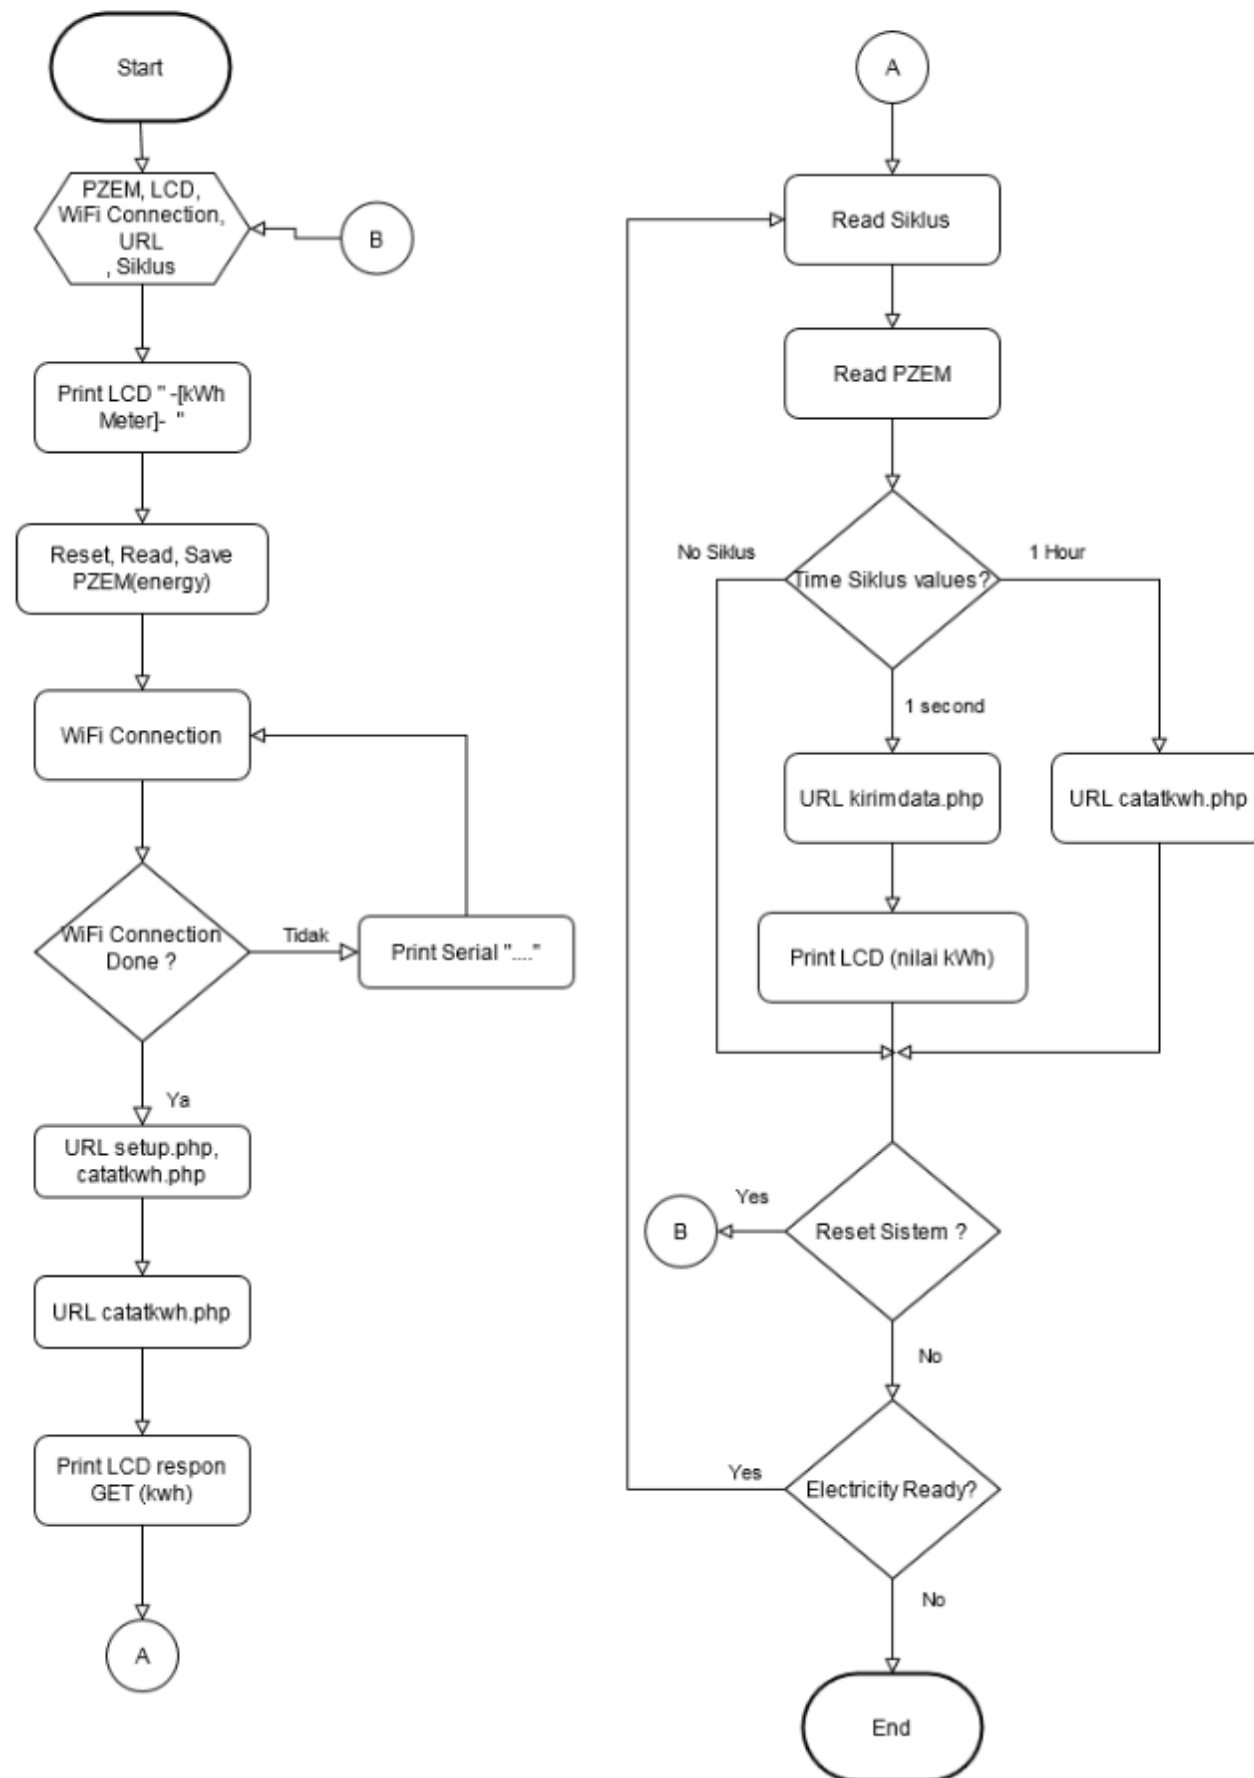 Start
PZEM, LCD,
WiFi Connection,
URL
, Siklus
B
Print LCD " -[kWh
Meter]-  "
Reset, Read, Save
PZEM(energy)
WiFi Connection
WiFi Connection
Done ?
Tidak
Print Serial "...."
Ya
URL setup.php,
catatkwh.php
URL catatkwh.php
Print LCD respon
GET (kwh)
A
A
Read Siklus
Read PZEM
No Siklus
1 Hour
Time Siklus values?
1 second
URL kirimdata.php
URL catatkwh.php
Print LCD (nilai kWh)
Yes
B
Reset Sistem ?
No
Yes
Electricity Ready?
No
End